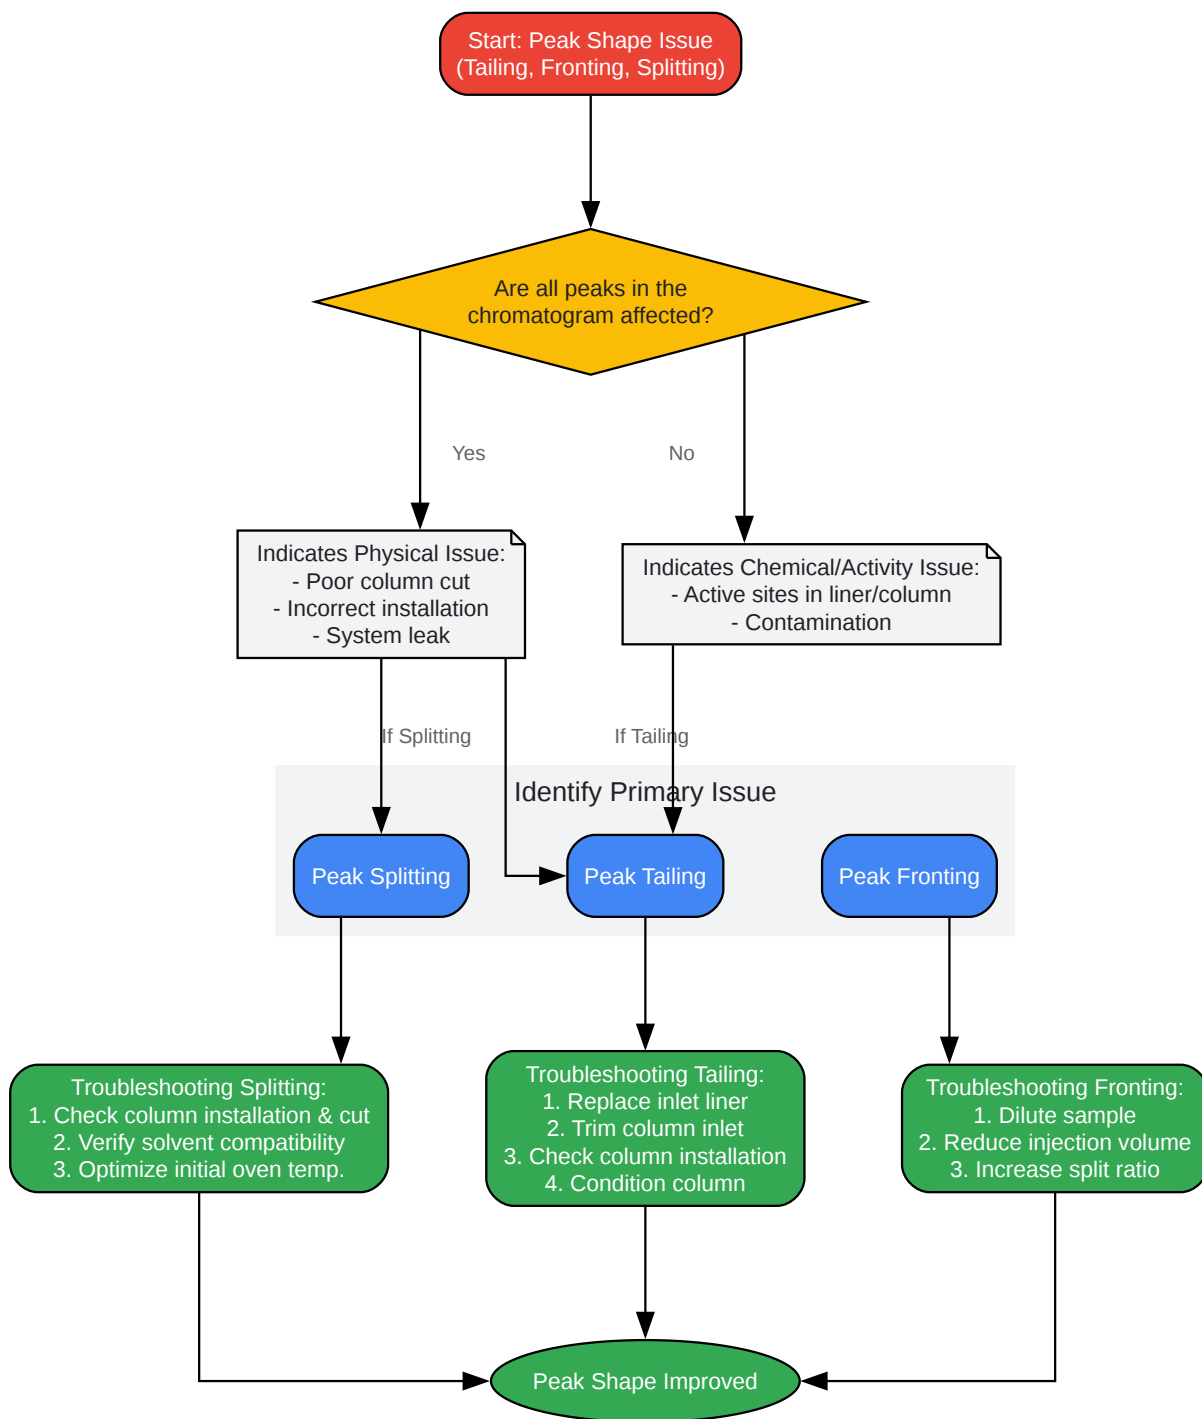 Start: Peak Shape Issue
(Tailing, Fronting, Splitting)
Are all peaks in the
chromatogram affected?
Yes
No
Indicates Physical Issue:
- Poor column cut
- Incorrect installation
- System leak
Indicates Chemical/Activity Issue:
- Active sites in liner/column
- Contamination
If Splitting
If Tailing
Identify Primary Issue
Peak Splitting
Peak Tailing
Peak Fronting
Troubleshooting Splitting:
1. Check column installation & cut
2. Verify solvent compatibility
3. Optimize initial oven temp.
Troubleshooting Tailing:
1. Replace inlet liner
2. Trim column inlet
3. Check column installation
4. Condition column
Troubleshooting Fronting:
1. Dilute sample
2. Reduce injection volume
3. Increase split ratio
Peak Shape Improved